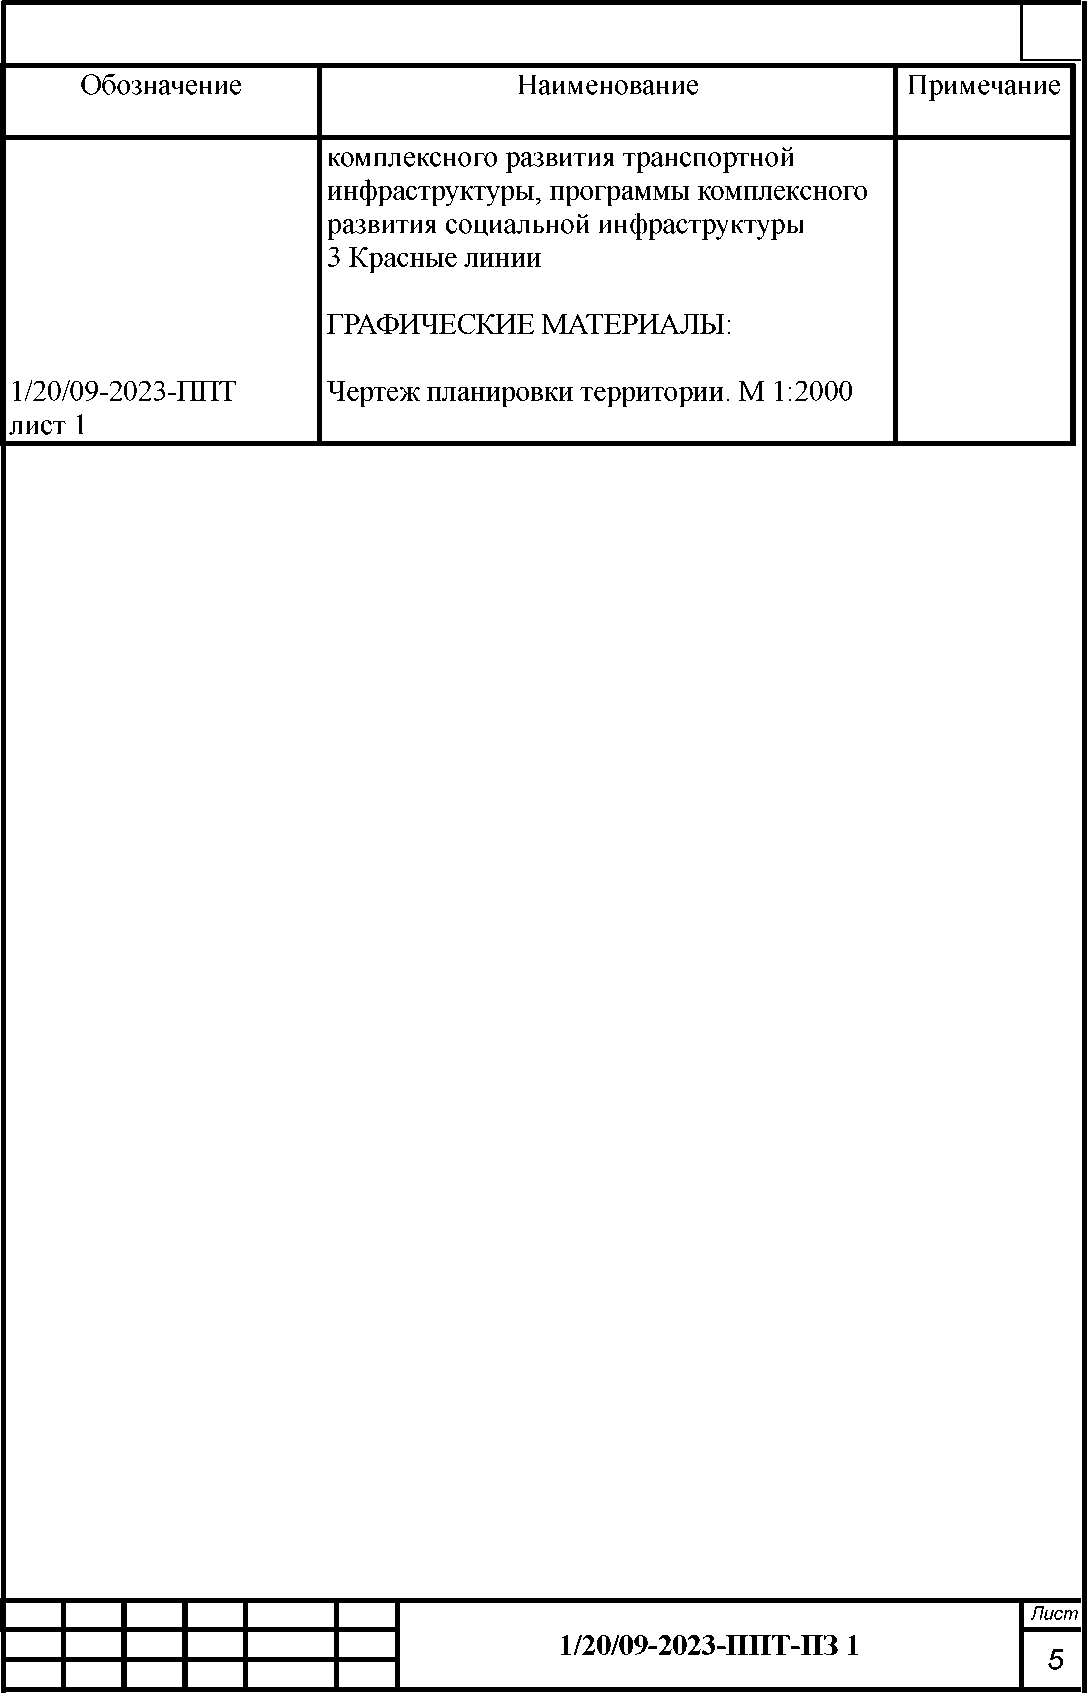 Обозначение Наименование Примечание
комплексного развития транспортной
инфраструктуры, программы комплексного
развития социальной инфраструктуры
3 Красные линии
ГРАФИЧЕСКИЕ МАТЕРИАЛЫ:
1/20/09-2023-ППТ Чертеж планировки территории. М 1:2000
лист 1
Лист
1/20/09-2023-ППТ-ПЗ 1
5